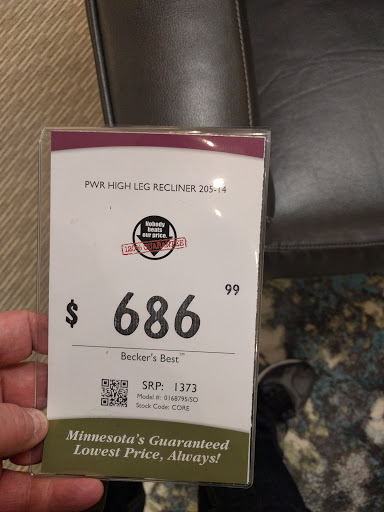 PWR HIGH LEG RECLINER 205-14
Nobody
beats
our price.
$ 686 99
Becker's Best™
SRP: 1373
Model #: 0168795/SO
Stock Code: CORE
Minnesota's Guaranteed
Lowest Price, Always!